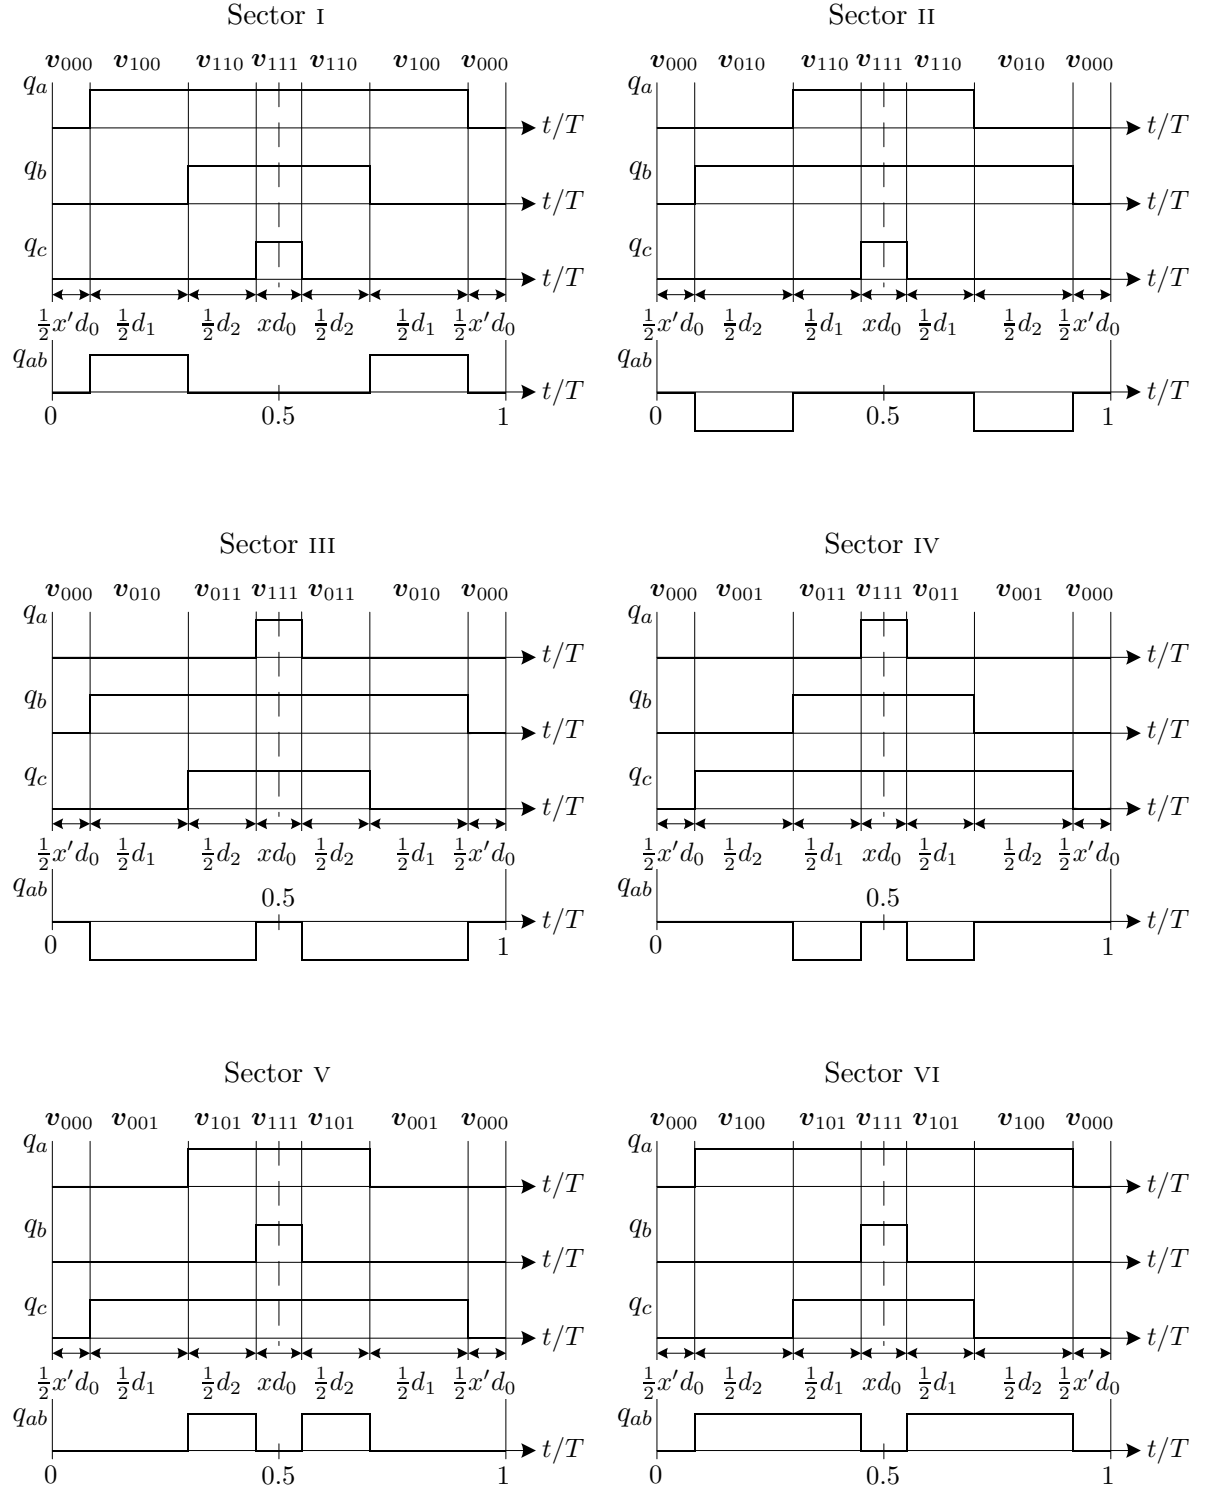 Sector I
v000 v100 v110 v111 v110 v100 v000
qa
t/T
qb
t/T
qc
t/T
½x′d0 ½d1 ½d2 xd0 ½d2 ½d1 ½x′d0
qab
t/T
0 0.5 1
Sector II
v000 v010 v110 v111 v110 v010 v000
qa
t/T
qb
t/T
qc
t/T
½x′d0 ½d2 ½d1 xd0 ½d1 ½d2 ½x′d0
qab
t/T
0 0.5 1
Sector III
v000 v010 v011 v111 v011 v010 v000
qa
t/T
qb
t/T
qc
t/T
½x′d0 ½d1 ½d2 xd0 ½d2 ½d1 ½x′d0
qab
0.5
t/T
0 1
Sector IV
v000 v001 v011 v111 v011 v001 v000
qa
t/T
qb
t/T
qc
t/T
½x′d0 ½d2 ½d1 xd0 ½d1 ½d2 ½x′d0
qab
0.5
t/T
0 1
Sector V
v000 v001 v101 v111 v101 v001 v000
qa
t/T
qb
t/T
qc
t/T
½x′d0 ½d1 ½d2 xd0 ½d2 ½d1 ½x′d0
qab
t/T
0 0.5 1
Sector VI
v000 v100 v101 v111 v101 v100 v000
qa
t/T
qb
t/T
qc
t/T
½x′d0 ½d2 ½d1 xd0 ½d1 ½d2 ½x′d0
qab
t/T
0 0.5 1